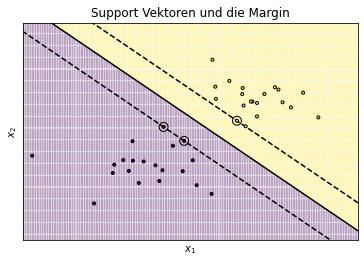 Support Vektoren und die Margin
x₂
x₁